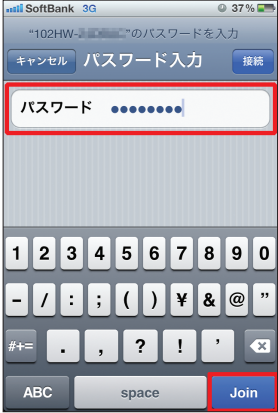 SoftBank 3G 37%
“102HW- ”のパスワードを入力
キャンセル パスワード入力 接続
パスワード ●●●●●●●●
1 2 3 4 5 6 7 8 9 0
- / : ; ( ) ¥ & @ ”
#+= . , ? ! ’
ABC space Join